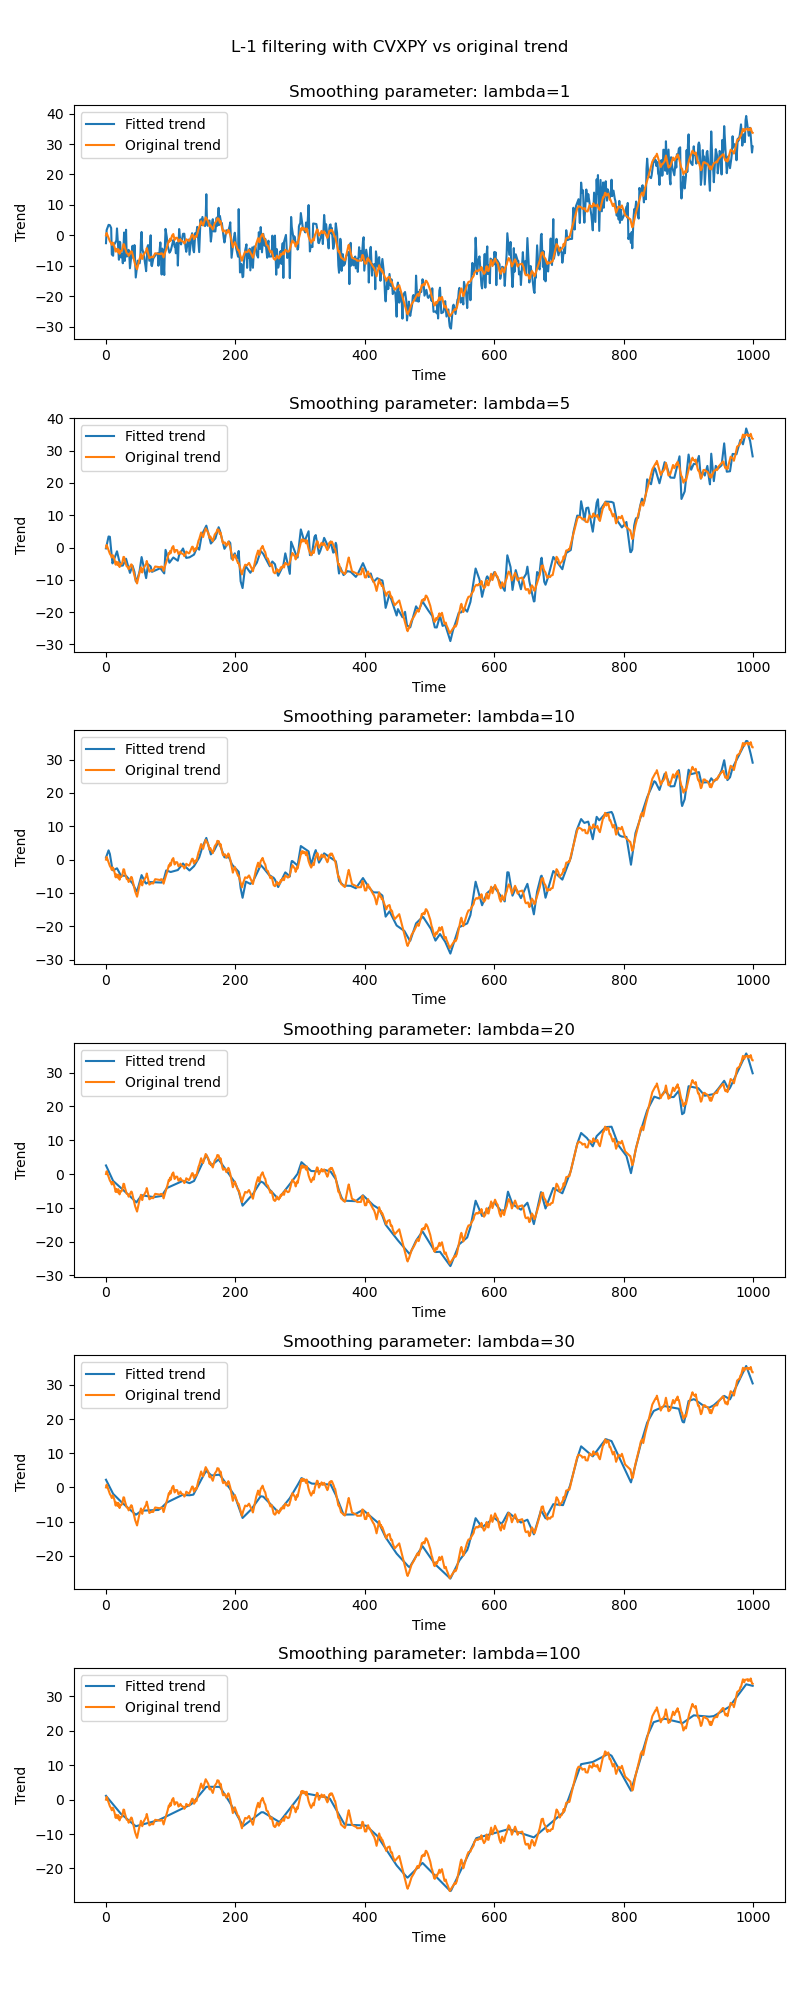 L-1 filtering with CVXPY vs original trend
Smoothing parameter: lambda=1
Fitted trend
Original trend
Trend
40
30
20
10
0
−10
−20
−30
0 200 400 600 800 1000
Time
Smoothing parameter: lambda=5
Fitted trend
Original trend
Trend
40
30
20
10
0
−10
−20
−30
0 200 400 600 800 1000
Time
Smoothing parameter: lambda=10
Fitted trend
Original trend
Trend
30
20
10
0
−10
−20
−30
0 200 400 600 800 1000
Time
Smoothing parameter: lambda=20
Fitted trend
Original trend
Trend
30
20
10
0
−10
−20
−30
0 200 400 600 800 1000
Time
Smoothing parameter: lambda=30
Fitted trend
Original trend
Trend
30
20
10
0
−10
−20
0 200 400 600 800 1000
Time
Smoothing parameter: lambda=100
Fitted trend
Original trend
Trend
30
20
10
0
−10
−20
0 200 400 600 800 1000
Time